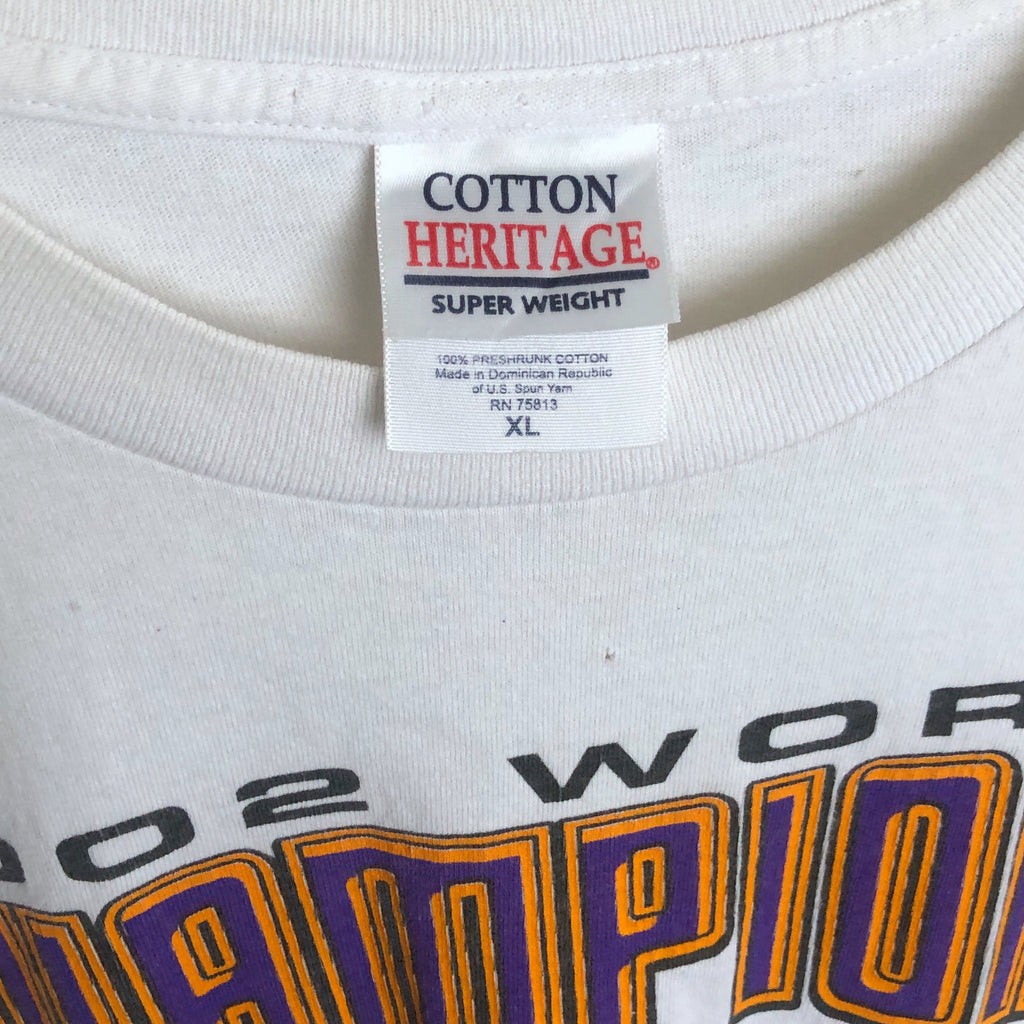 COTTON
HERITAGE®
SUPER WEIGHT
100% PRESHRUNK COTTON
Made in Dominican Republic
of U.S. Spun Yarn
RN 75813
XL
002 WOR
HAMPION